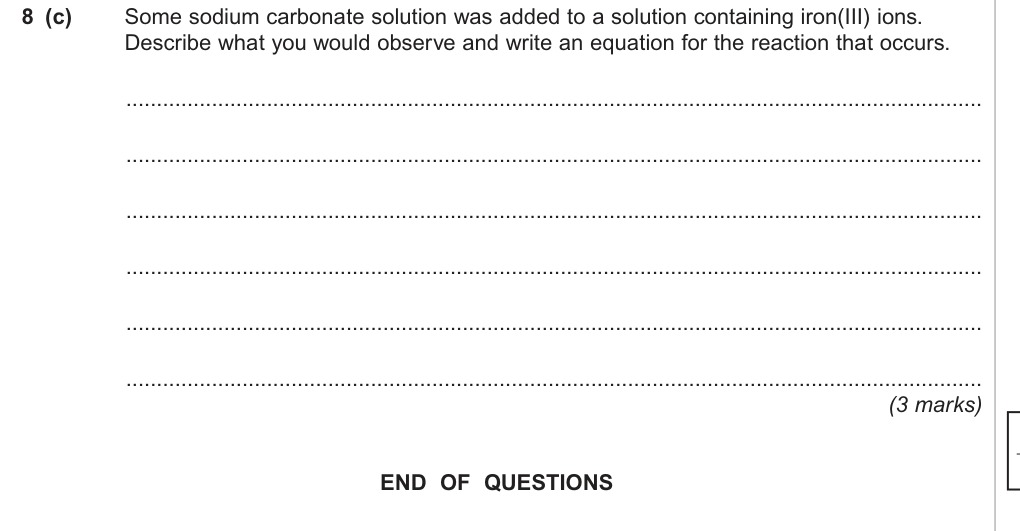 8 (c) Some sodium carbonate solution was added to a solution containing iron(III) ions.
Describe what you would observe and write an equation for the reaction that occurs.
(3 marks)
END OF QUESTIONS